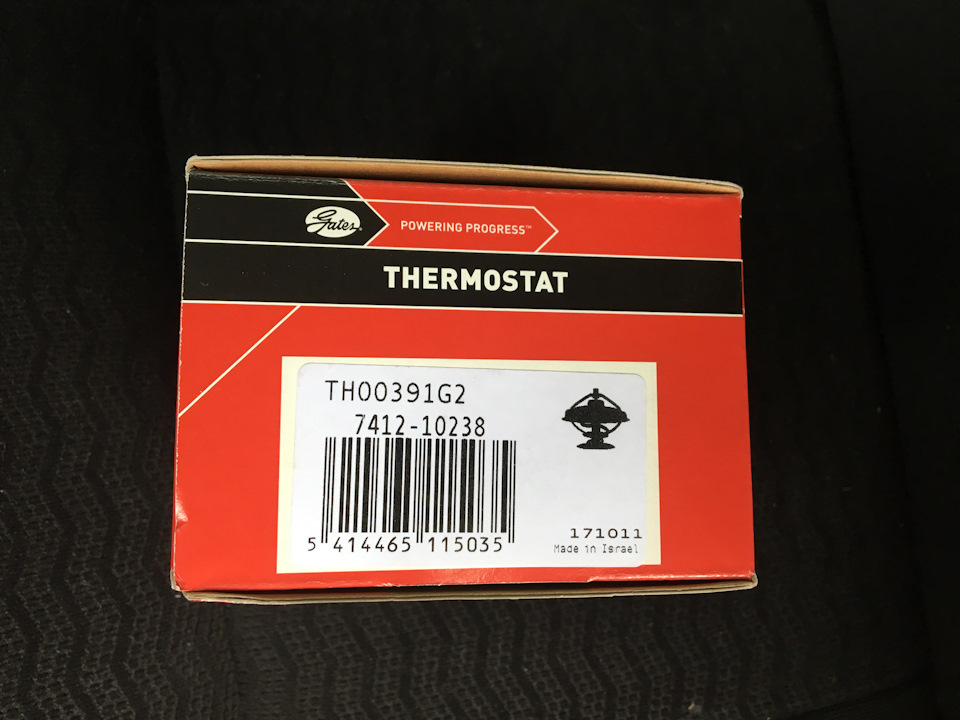 Gates
POWERING PROGRESS™
THERMOSTAT
TH00391G2
7412-10238
5 414465 115035
171011
Made in Israel